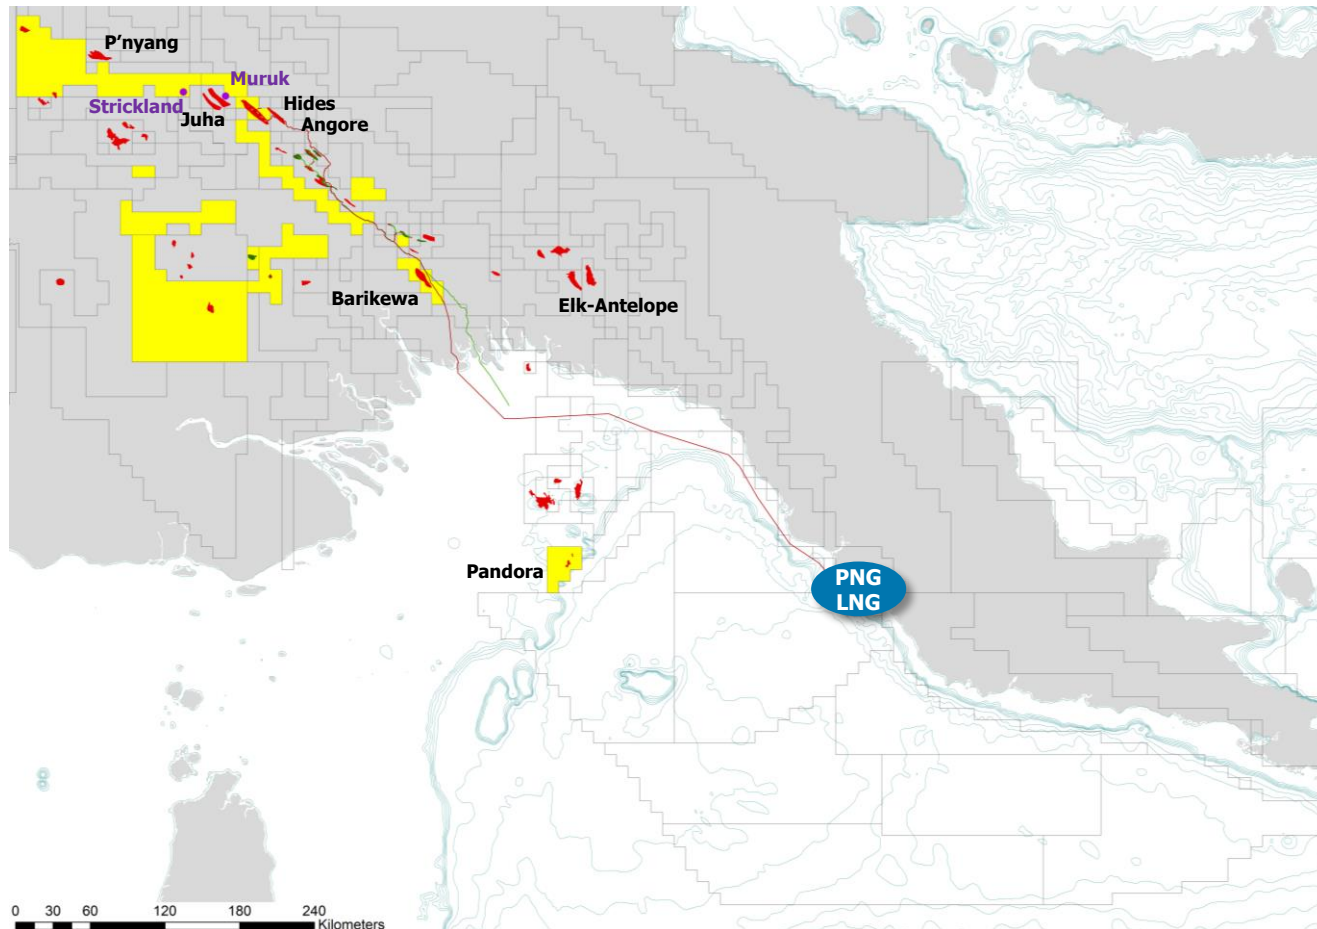 P'nyang
Muruk
Strickland
Juha
Hides
Angore
Barikewa
Elk-Antelope
Pandora
PNG
LNG
0 30 60 120 180 240
Kilometers